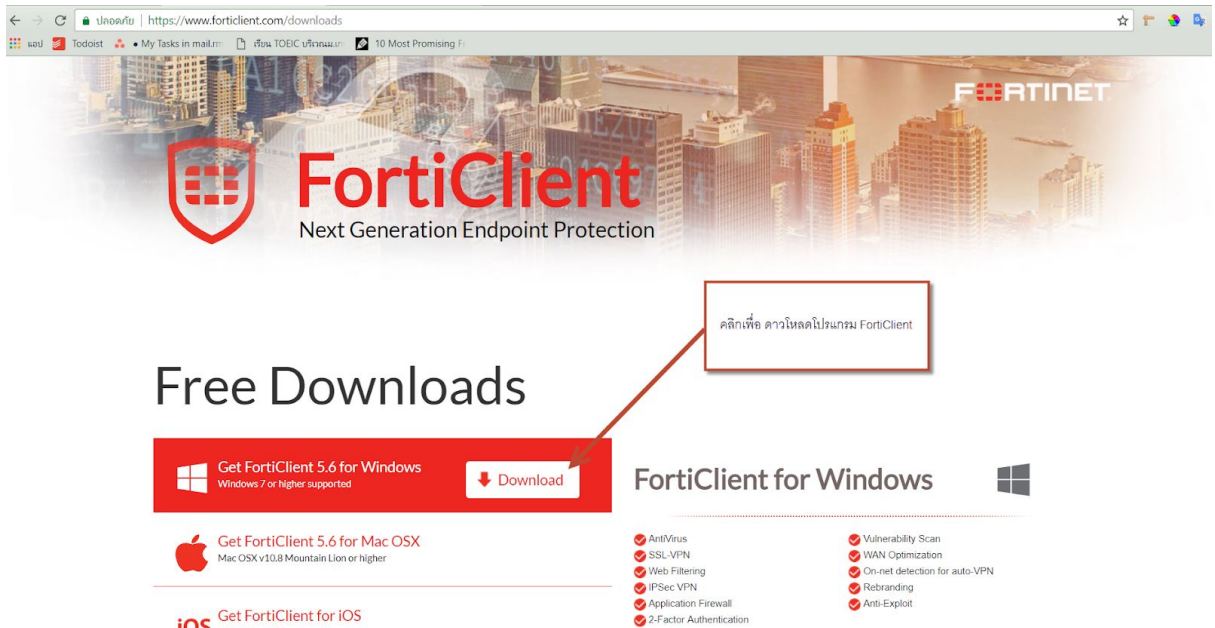 ปลอดภัย https://www.forticlient.com/downloads
แอป Todoist • My Tasks in mail.rm เรียน TOEIC 10 Most Promising F
FORTINET
FortiClient
Next Generation Endpoint Protection
คลิกเพื่อ ดาวโหลดโปรแกรม FortiClient
Free Downloads
Get FortiClient 5.6 for Windows
Windows 7 or higher supported
Download
Get FortiClient 5.6 for Mac OSX
Mac OSX v10.8 Mountain Lion or higher
iOS
Get FortiClient for iOS
FortiClient for Windows
AntiVirus
SSL-VPN
Web Filtering
IPSec VPN
Application Firewall
2-Factor Authentication
Vulnerability Scan
WAN Optimization
On-net detection for auto-VPN
Rebranding
Anti-Exploit